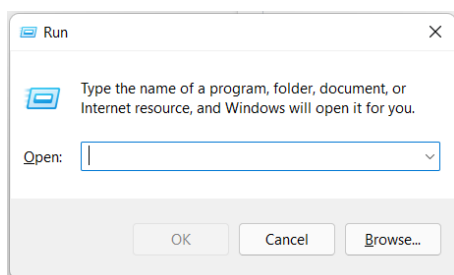 Run
Type the name of a program, folder, document, or
Internet resource, and Windows will open it for you.
Open:
OK Cancel Browse...